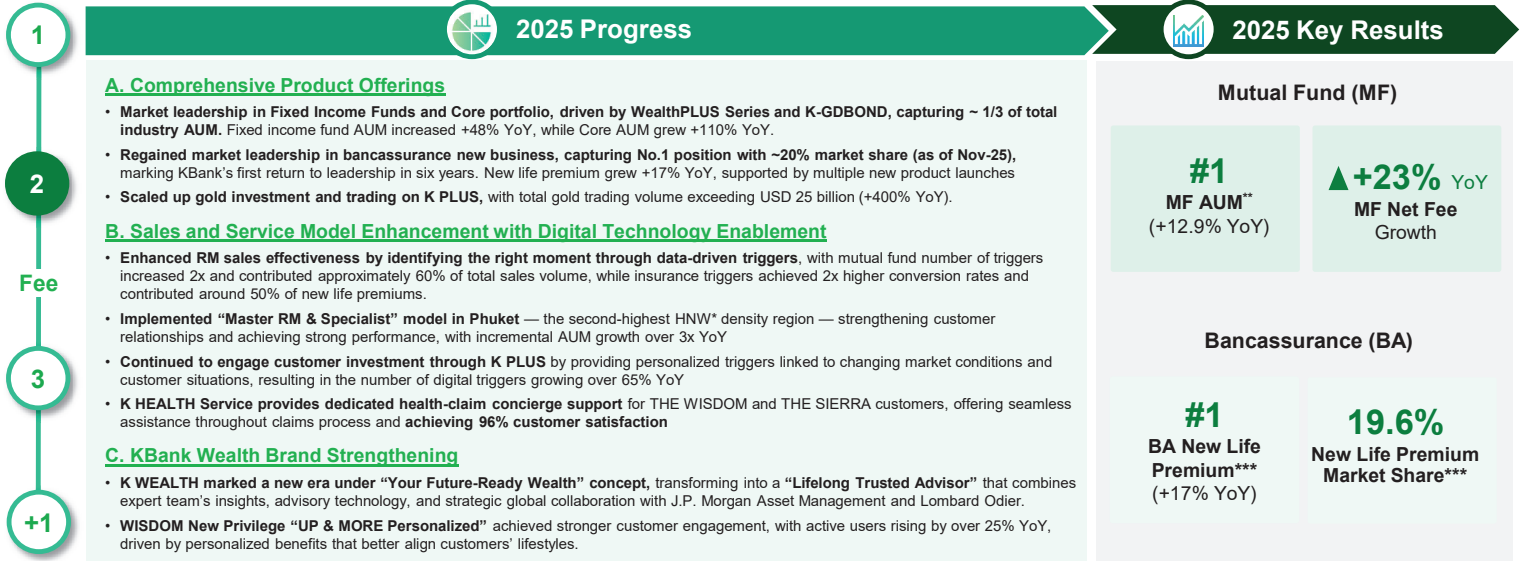 1
2025 Progress
2025 Key Results
A. Comprehensive Product Offerings
• Market leadership in Fixed Income Funds and Core portfolio, driven by WealthPLUS Series and K-GDBOND, capturing ~ 1/3 of total
industry AUM. Fixed income fund AUM increased +48% YoY, while Core AUM grew +110% YoY.
• Regained market leadership in bancassurance new business, capturing No.1 position with ~20% market share (as of Nov-25),
marking KBank's first return to leadership in six years. New life premium grew +17% YoY, supported by multiple new product launches
• Scaled up gold investment and trading on K PLUS, with total gold trading volume exceeding USD 25 billion (+400% YoY).
2
B. Sales and Service Model Enhancement with Digital Technology Enablement
• Enhanced RM sales effectiveness by identifying the right moment through data-driven triggers, with mutual fund number of triggers
increased 2x and contributed approximately 60% of total sales volume, while insurance triggers achieved 2x higher conversion rates and
contributed around 50% of new life premiums.
Fee
• Implemented “Master RM & Specialist” model in Phuket — the second-highest HNW* density region — strengthening customer
relationships and achieving strong performance, with incremental AUM growth over 3x YoY
• Continued to engage customer investment through K PLUS by providing personalized triggers linked to changing market conditions and
customer situations, resulting in the number of digital triggers growing over 65% YoY
3
• K HEALTH Service provides dedicated health-claim concierge support for THE WISDOM and THE SIERRA customers, offering seamless
assistance throughout claims process and achieving 96% customer satisfaction
C. KBank Wealth Brand Strengthening
• K WEALTH marked a new era under “Your Future-Ready Wealth” concept, transforming into a “Lifelong Trusted Advisor” that combines
expert team's insights, advisory technology, and strategic global collaboration with J.P. Morgan Asset Management and Lombard Odier.
+1
• WISDOM New Privilege “UP & MORE Personalized” achieved stronger customer engagement, with active users rising by over 25% YoY,
driven by personalized benefits that better align customers' lifestyles.
Mutual Fund (MF)
#1
MF AUM**
(+12.9% YoY)
+23% YoY
MF Net Fee
Growth
Bancassurance (BA)
#1
BA New Life
Premium***
(+17% YoY)
19.6%
New Life Premium
Market Share***